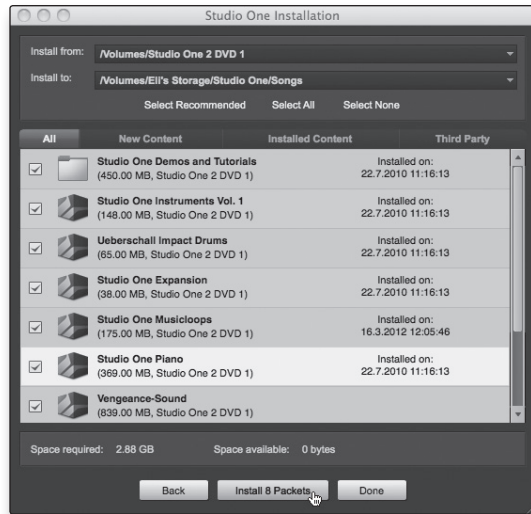 Studio One Installation
Install from: /Volumes/Studio One 2 DVD 1
Install to: /Volumes/Eli's Storage/Studio One/Songs
Select Recommended Select All Select None
All New Content Installed Content Third Party
Studio One Demos and Tutorials Installed on:
(450.00 MB, Studio One 2 DVD 1) 22.7.2010 11:16:13
Studio One Instruments Vol. 1 Installed on:
(148.00 MB, Studio One 2 DVD 1) 22.7.2010 11:16:13
Ueberschall Impact Drums Installed on:
(65.00 MB, Studio One 2 DVD 1) 22.7.2010 11:16:13
Studio One Expansion Installed on:
(38.00 MB, Studio One 2 DVD 1) 22.7.2010 11:16:13
Studio One Musicloops Installed on:
(175.00 MB, Studio One 2 DVD 1) 16.3.2012 12:05:46
Studio One Piano Installed on:
(369.00 MB, Studio One 2 DVD 1) 22.7.2010 11:16:13
Vengeance-Sound
(839.00 MB, Studio One 2 DVD 1)
Space required: 2.88 GB Space available: 0 bytes
Back Install 8 Packets Done